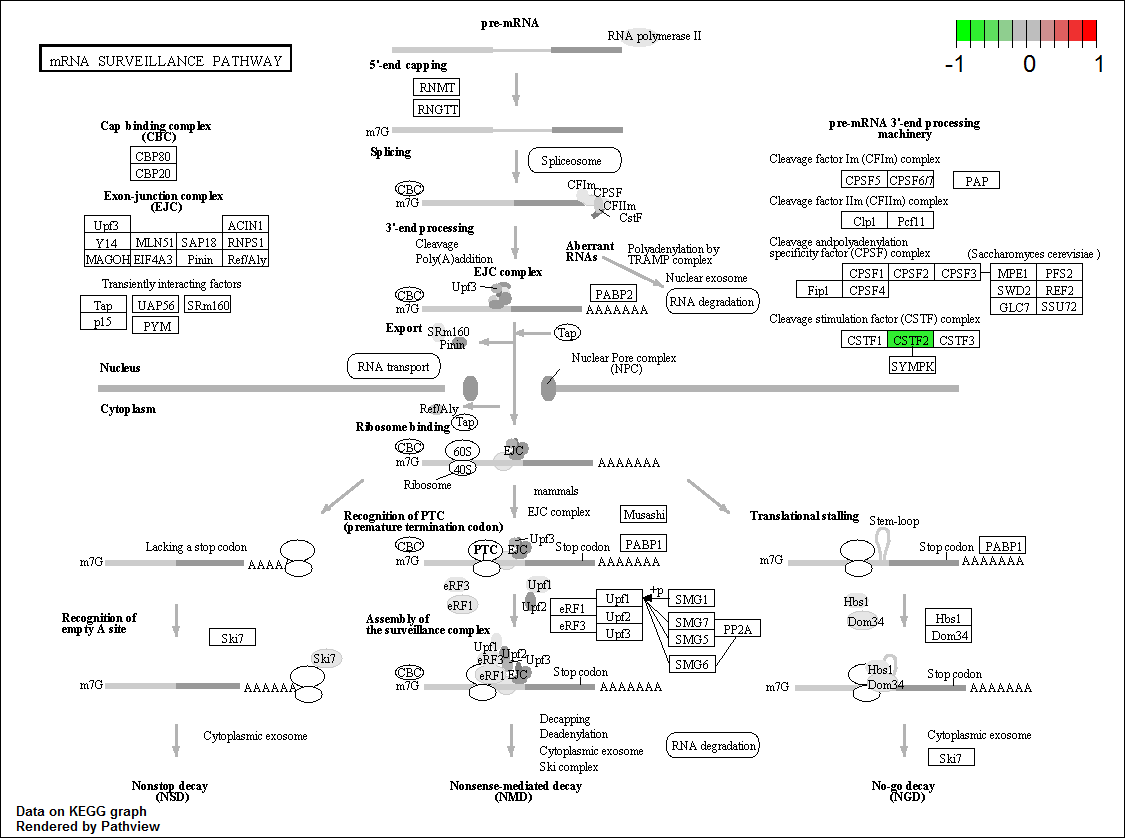 pre-mRNA
RNA polymerase II
-1 0 1
mRNA SURVEILLANCE PATHWAY
5'-end capping
RNMT
RNGTT
m7G
Cap binding complex
(CBC)
CBP80
CBP20
Exon-junction complex
(EJC)
Upf3 ACIN1
Y14 MLN51 SAP18 RNPS1
MAGOH EIF4A3 Pinin Ref/Aly
Transiently interacting factors
Tap UAP56 SRm160
p15 PYM
Splicing
Spliceosome
CBC
m7G
CFIm
CPSF
CFIIm
CstF
3'-end processing
Cleavage
Poly(A)addition
Aberrant
RNAs
Polyadenylation by
TRAMP complex
Nuclear exosome
RNA degradation
EJC complex
Upf3
CBC
m7G
PABP2
AAAAAAA
Export
SRm160
Pinin
Tap
pre-mRNA 3'-end processing
machinery
Cleavage factor Im (CFIm) complex
CPSF5 CPSF6/7 PAP
Cleavage factor IIm (CFIIm) complex
Clp1 Pcf11
Cleavage andpolyadenylation
specificity factor (CPSF) complex
(Saccharomyces cerevisiae )
CPSF1 CPSF2 CPSF3 MPE1 PFS2
Fip1 CPSF4 SWD2 REF2
GLC7 SSU72
Cleavage stimulation factor (CSTF) complex
CSTF1 CSTF2 CSTF3
SYMPK
RNA transport
Nuclear Pore complex
(NPC)
Nucleus
Cytoplasm
Ref/Aly
Tap
Ribosome binding
CBC
m7G
60S
40S
EJC
AAAAAAA
Ribosome
mammals
EJC complex
Musashi
Recognition of PTC
(premature termination codon)
CBC
m7G
PTC
EJC
Upf3
Stop codon
PABP1
AAAAAAA
Translational stalling
Stem-loop
m7G
Stop codon
PABP1
AAAAAAA
Lacking a stop codon
m7G
AAAAA
eRF3
eRF1
Upf1
Upf2
eRF1
eRF3
Upf1
Upf2
Upf3
+p
SMG1
SMG7
SMG5
SMG6
PP2A
Hbs1
Dom34
Hbs1
Dom34
Recognition of
empty A site
Ski7
Ski7
m7G
AAAAAAA
Assembly of
the surveillance complex
Upf1
Upf2
eRF3
Upf3
CBC
m7G
eRF1
EJC
Stop codon
AAAAAAA
m7G
Hbs1
Dom34
Stop codon
AAAAAAA
Cytoplasmic exosome
Decapping
Deadenylation
Cytoplasmic exosome
Ski complex
RNA degradation
Cytoplasmic exosome
Ski7
Nonstop decay
(NSD)
Nonsense-mediated decay
(NMD)
No-go decay
(NGD)
Data on KEGG graph
Rendered by Pathview